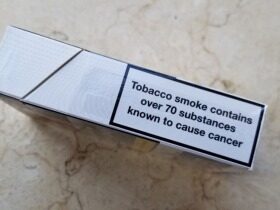 Tobacco smoke contains
over 70 substances
known to cause cancer